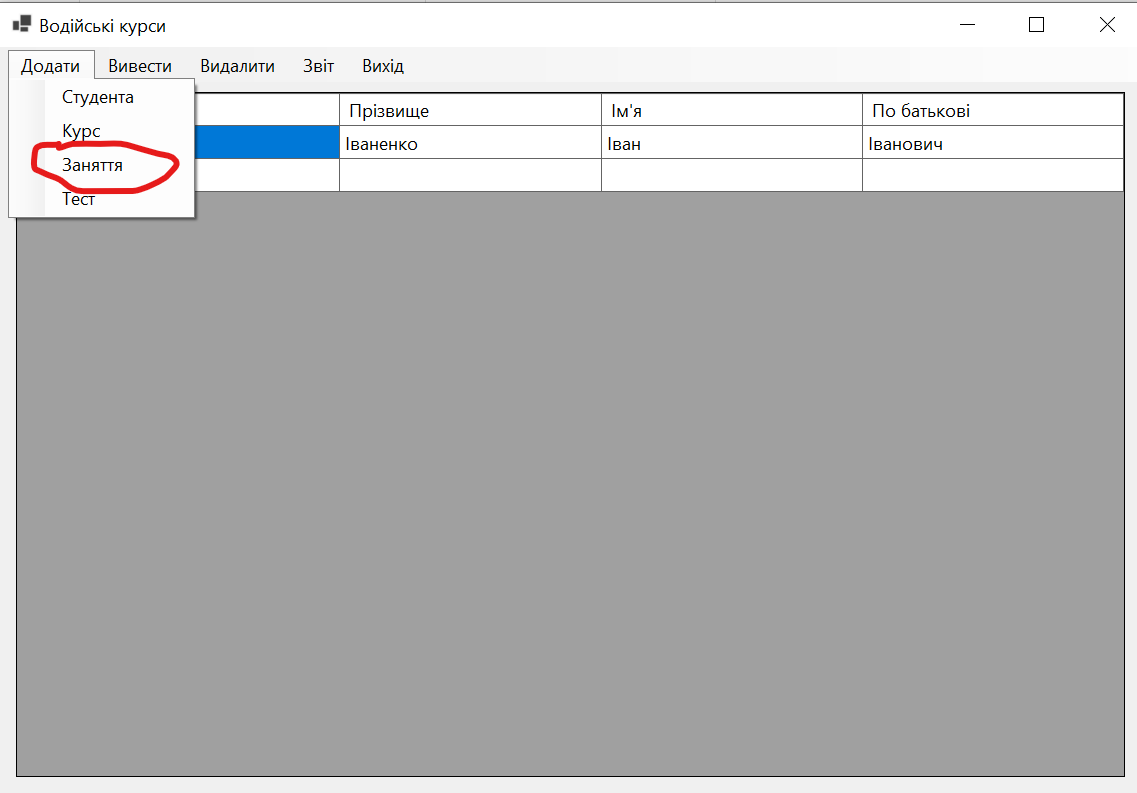 Водійські курси
Додати Вивести Видалити Звіт Вихід
Студента
Курс
Заняття
Тест
Прізвище Ім'я По батькові
Іваненко Іван Іванович